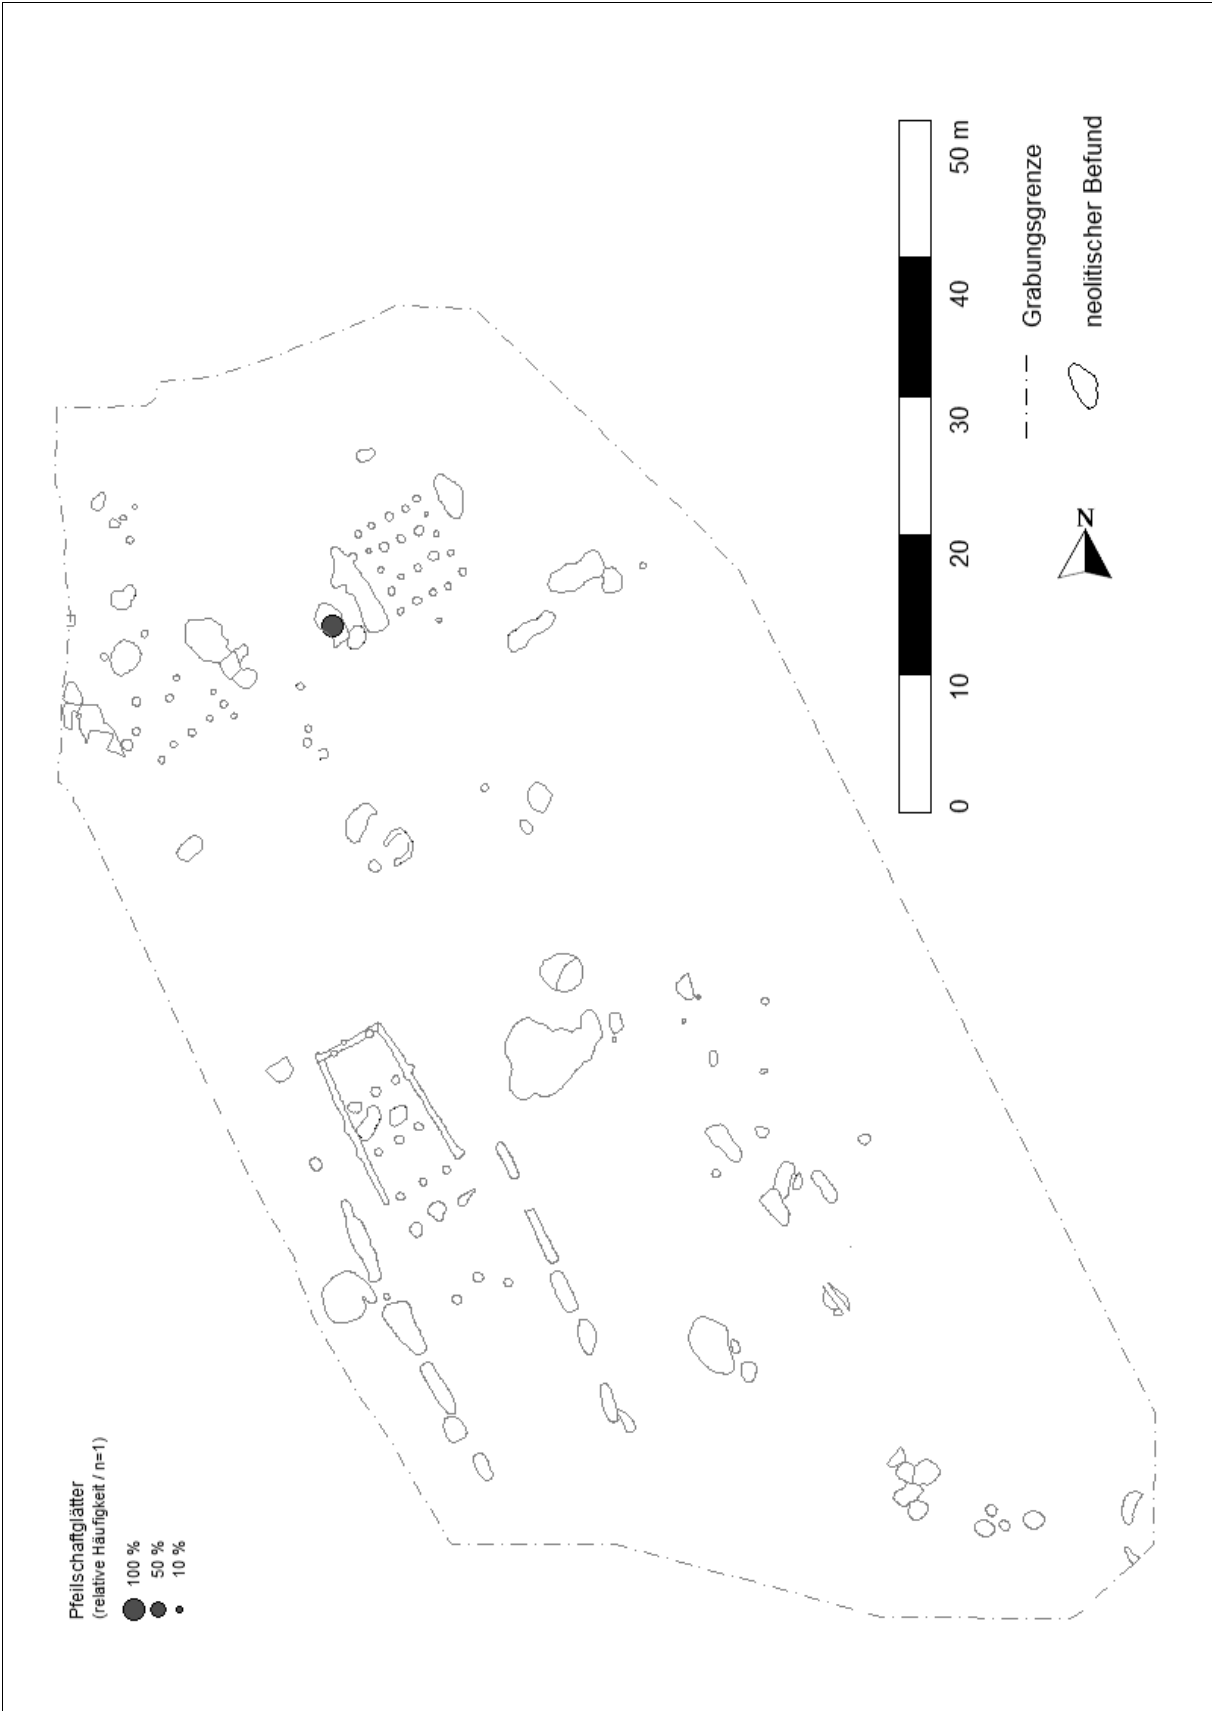 Pfeilschaftglätter
(relative Häufigkeit / n=1)
100 %
50 %
10 %
0
10
20
30
40
50 m
Grabungsgrenze
neolitischer Befund
N